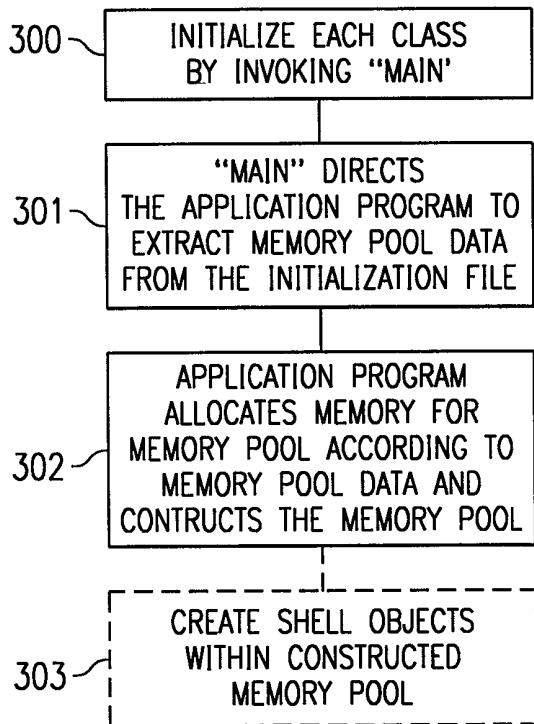 300
INITIALIZE EACH CLASS
BY INVOKING “MAIN’
301
“MAIN” DIRECTS
THE APPLICATION PROGRAM TO
EXTRACT MEMORY POOL DATA
FROM THE INITIALIZATION FILE
302
APPLICATION PROGRAM
ALLOCATES MEMORY FOR
MEMORY POOL ACCORDING TO
MEMORY POOL DATA AND
CONTRUCTS THE MEMORY POOL
303
CREATE SHELL OBJECTS
WITHIN CONSTRUCTED
MEMORY POOL